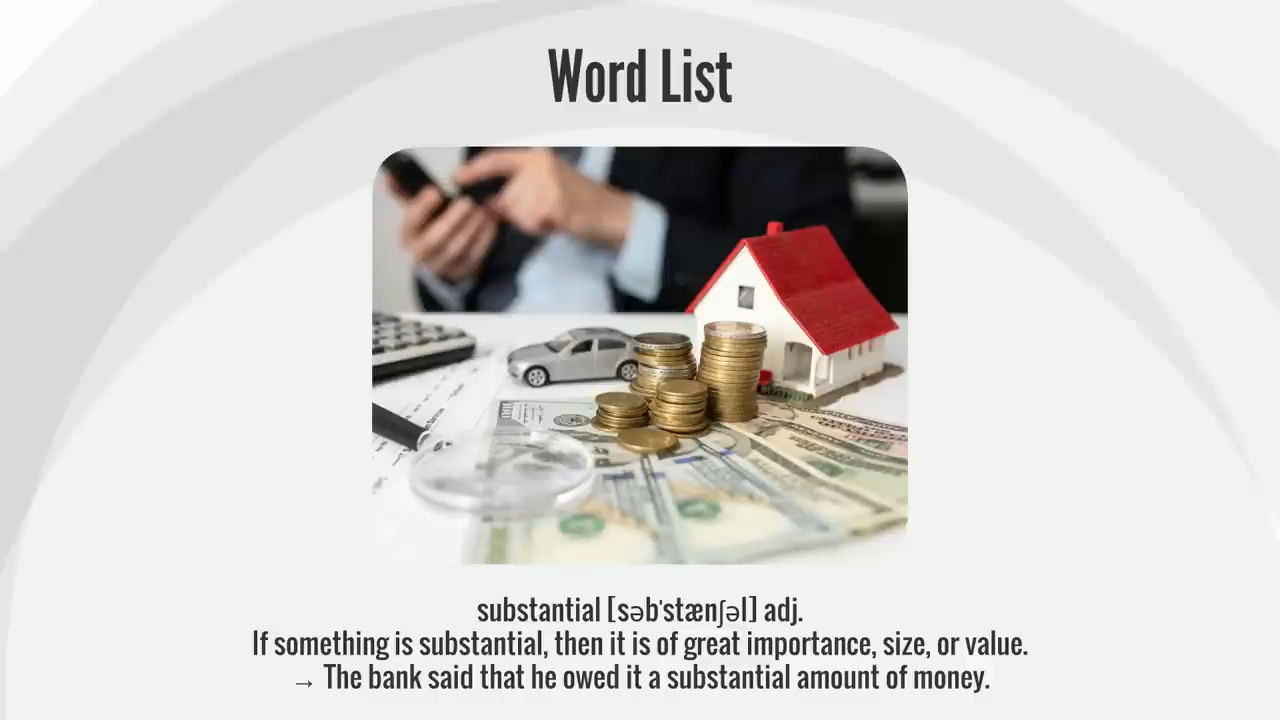 Word List
100
substantial [səbˈstænʃəl] adj.
If something is substantial, then it is of great importance, size, or value.
→ The bank said that he owed it a substantial amount of money.